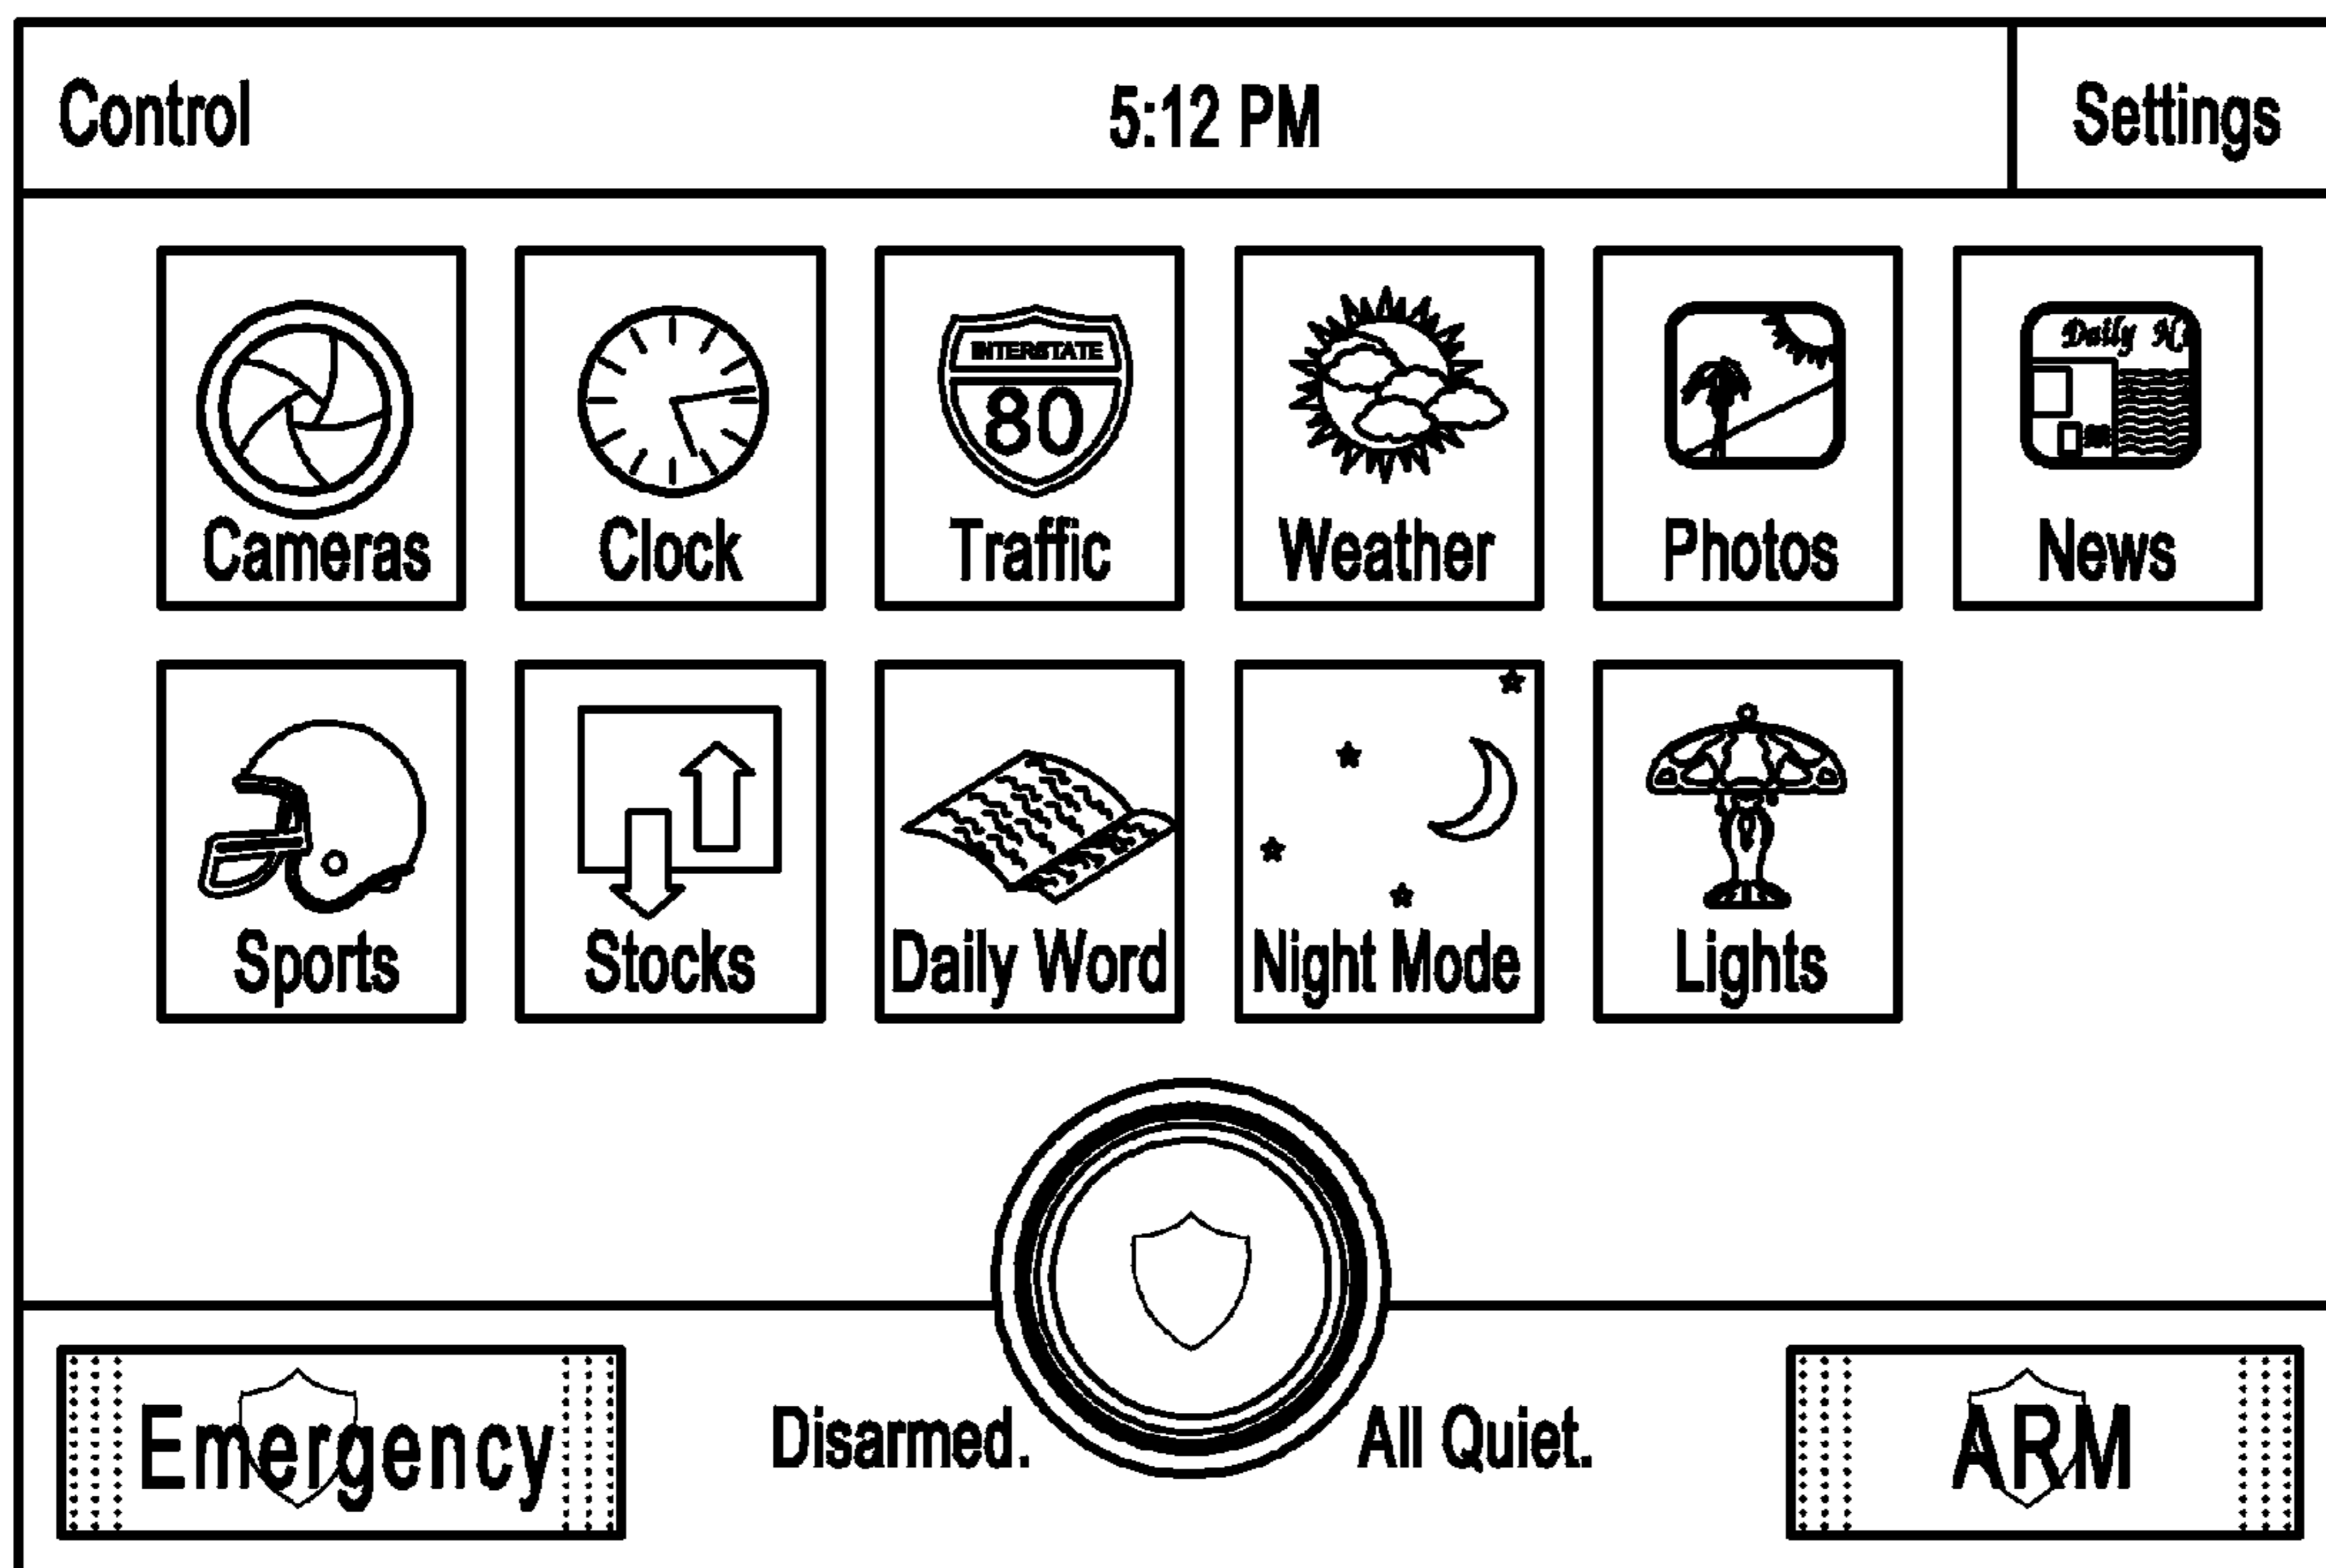 Control 5:12 PM Settings
INTERSTATE
80
Daily
Cameras Clock Traffic Weather Photos News
Sports Stocks Daily Word Night Mode Lights
Emergency Disarmed. All Quiet. ARM